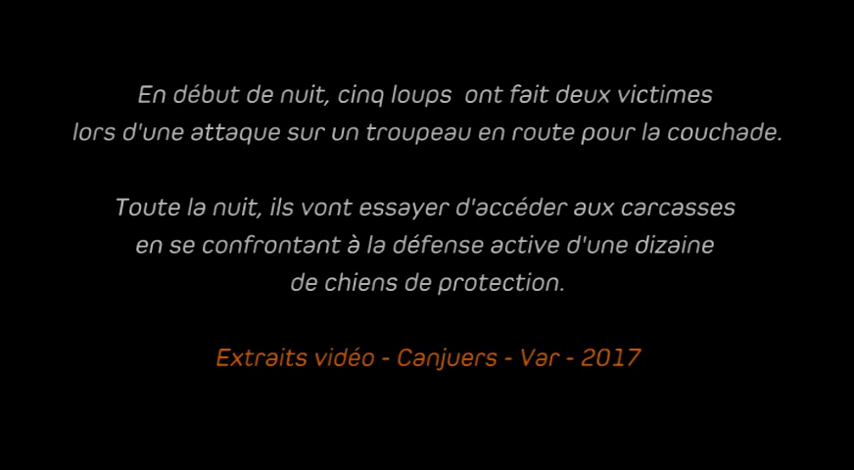 En début de nuit, cinq loups ont fait deux victimes
lors d'une attaque sur un troupeau en route pour la couchade.
Toute la nuit, ils vont essayer d'accéder aux carcasses
en se confrontant à la défense active d'une dizaine
de chiens de protection.
Extraits vidéo - Canjuers - Var - 2017